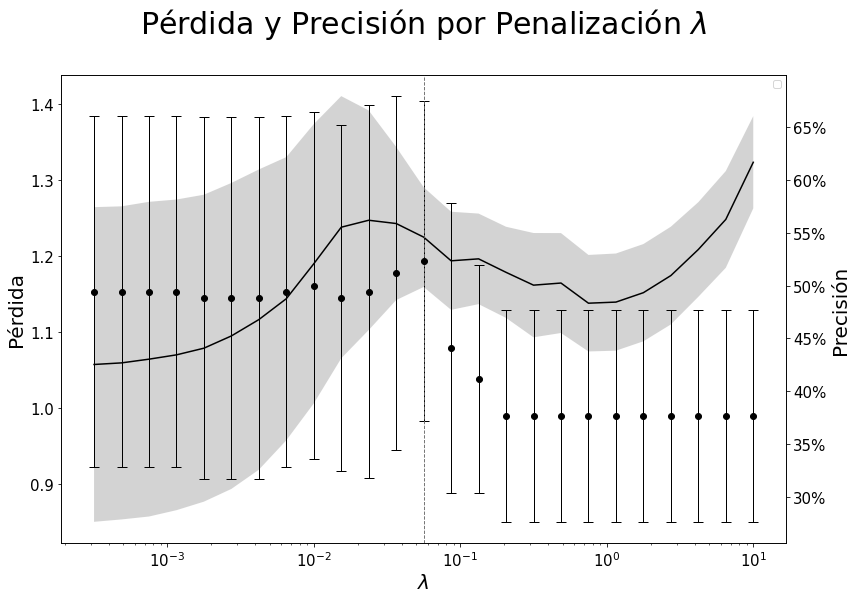 Pérdida y Precisión por Penalización λ
Pérdida
1.4
1.3
1.2
1.1
1.0
0.9
65%
60%
55%
50%
45%
40%
35%
30%
Precisión
10⁻³ 10⁻² 10⁻¹ 10⁰ 10¹
λ